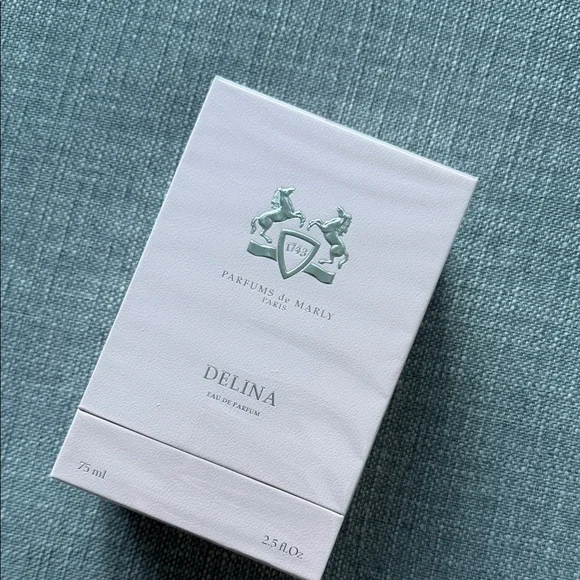 1743
PARFUMS de MARLY
PARIS
DELINA
EAU DE PARFUM
75 ml
2.5 fl.Oz